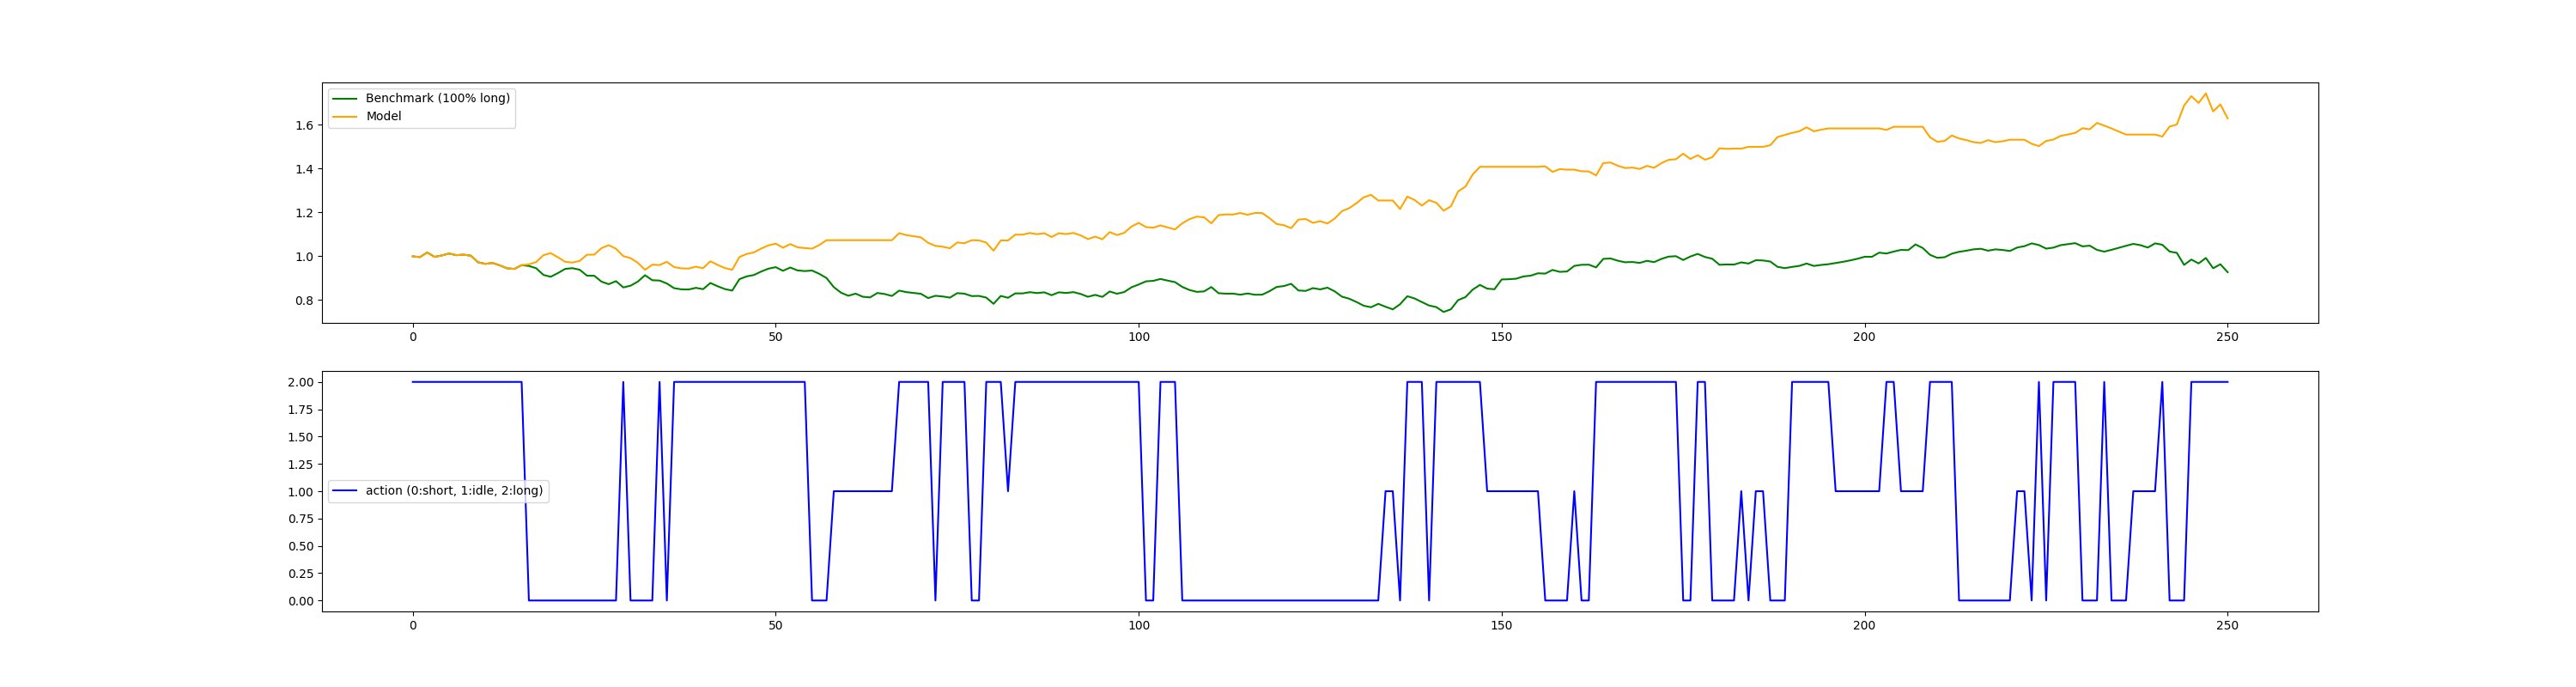 Benchmark (100% long)
Model
1.6
1.4
1.2
1.0
0.8
0 50 100 150 200 250
2.00
1.75
1.50
1.25
1.00
0.75
0.50
0.25
0.00
action (0:short, 1:idle, 2:long)
0 50 100 150 200 250